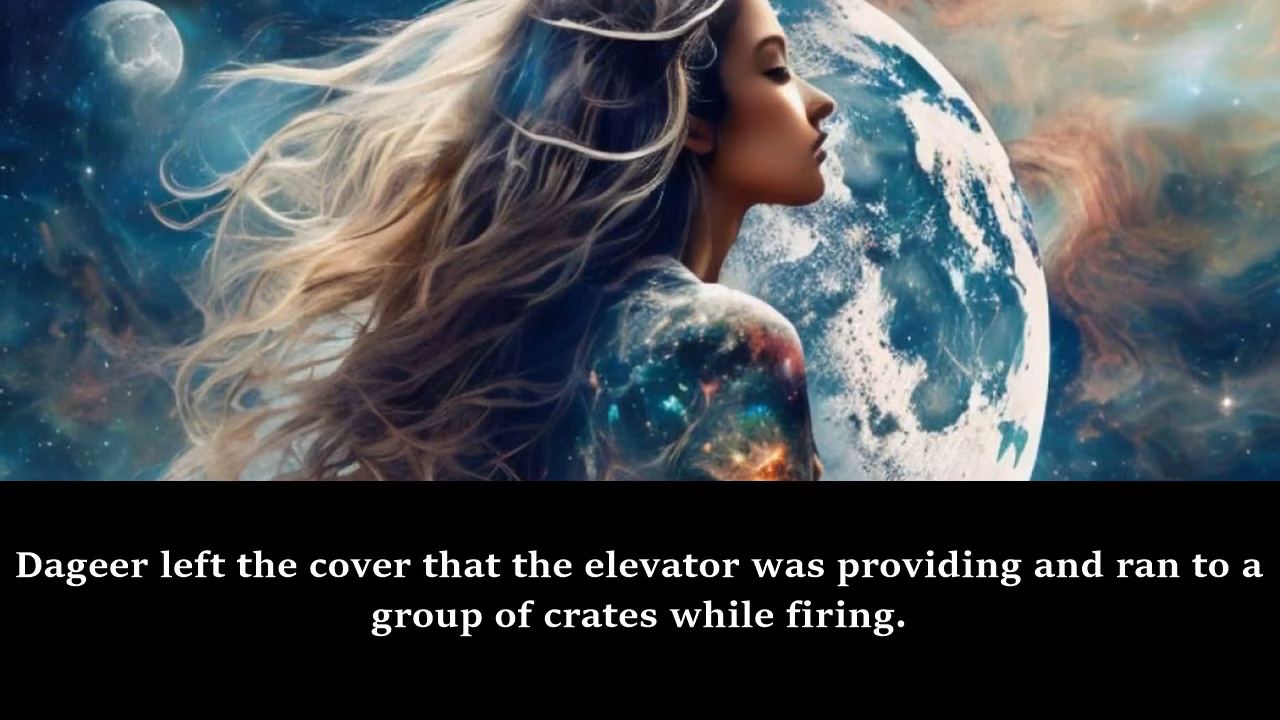 Dageer left the cover that the elevator was providing and ran to a
group of crates while firing.